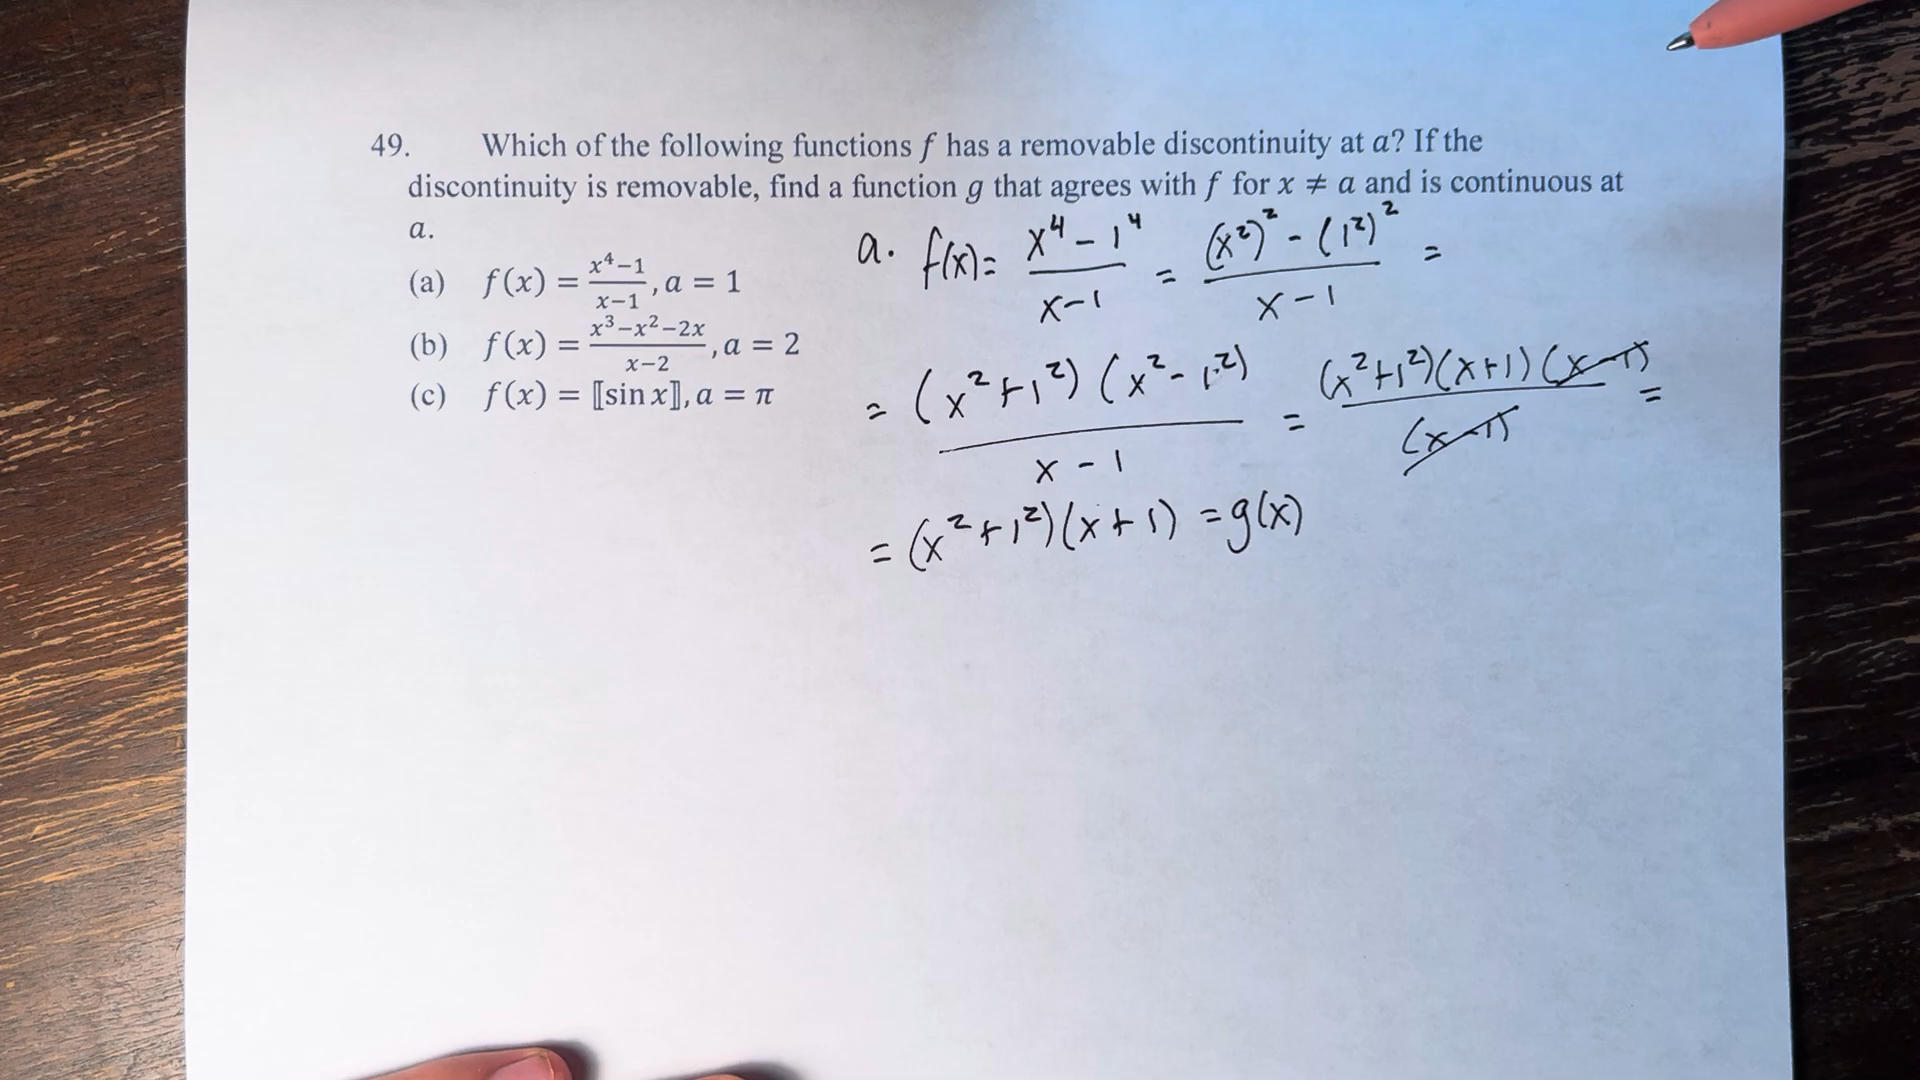 49. Which of the following functions f has a removable discontinuity at a? If the
discontinuity is removable, find a function g that agrees with f for x ≠ a and is continuous at
a.
(a) f(x) = (x⁴−1)/(x−1), a = 1
(b) f(x) = (x³−x²−2x)/(x−2), a = 2
(c) f(x) = ⟦sin x⟧, a = π
a. f(x) = (x⁴ - 1⁴)/(x-1) = ((x²)² - (1²)²)/(x-1) =
= ((x²+1²)(x²-1²))/(x-1) = ((x²+1²)(x+1)(x-1))/(x-1) =
= (x²+1²)(x+1) = g(x)